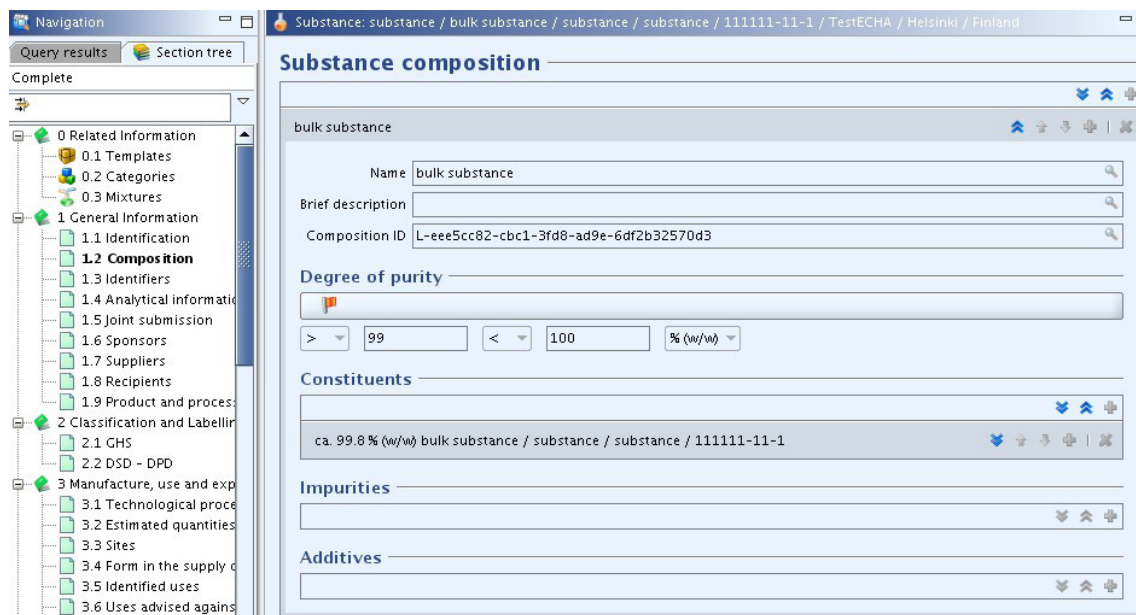 Navigation
Query results
Section tree
Complete
0 Related Information
0.1 Templates
0.2 Categories
0.3 Mixtures
1 General Information
1.1 Identification
1.2 Composition
1.3 Identifiers
1.4 Analytical informatio
1.5 Joint submission
1.6 Sponsors
1.7 Suppliers
1.8 Recipients
1.9 Product and proces:
2 Classification and Labellin
2.1 GHS
2.2 DSD - DPD
3 Manufacture, use and exp
3.1 Technological proce
3.2 Estimated quantities
3.3 Sites
3.4 Form in the supply c
3.5 Identified uses
3.6 Uses advised agains
Substance: substance / bulk substance / substance / substance / 111111-11-1 / TestECHA / Helsinki / Finland
Substance composition
bulk substance
Name bulk substance
Brief description
Composition ID L-eee5cc82-cbc1-3fd8-ad9e-6df2b32570d3
Degree of purity
> 99 < 100 % (w/w)
Constituents
ca. 99.8 % (w/w) bulk substance / substance / substance / 111111-11-1
Impurities
Additives